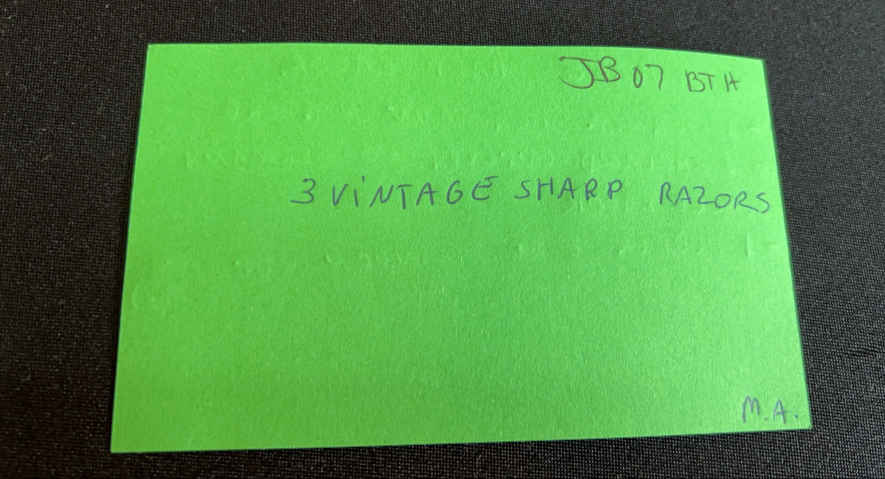 JB 07 BTH
3 ViNTAGE SHARP RAZORS
M.A.